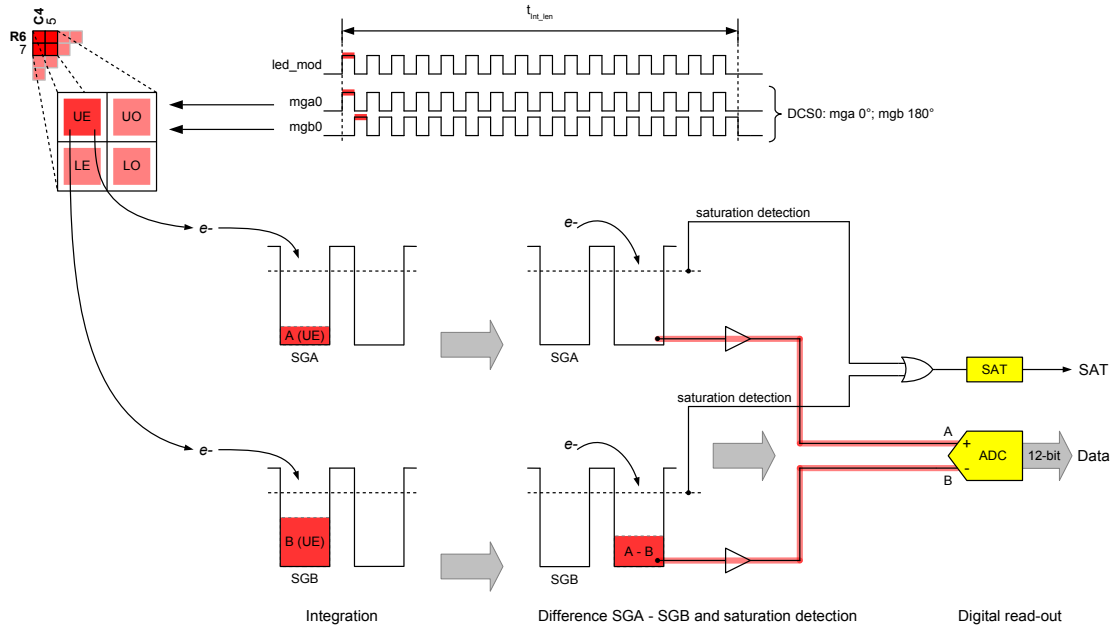 C4
5
R6
7
tint_len
led_mod
mga0
mgb0
DCS0: mga 0°; mgb 180°
UE
UO
LE
LO
e-
e-
saturation detection
A (UE)
SGA
SGA
SAT
SAT
saturation detection
e-
e-
A
+
ADC
12-bit
Data
-
B
B (UE)
A - B
SGB
SGB
Integration
Difference SGA - SGB and saturation detection
Digital read-out